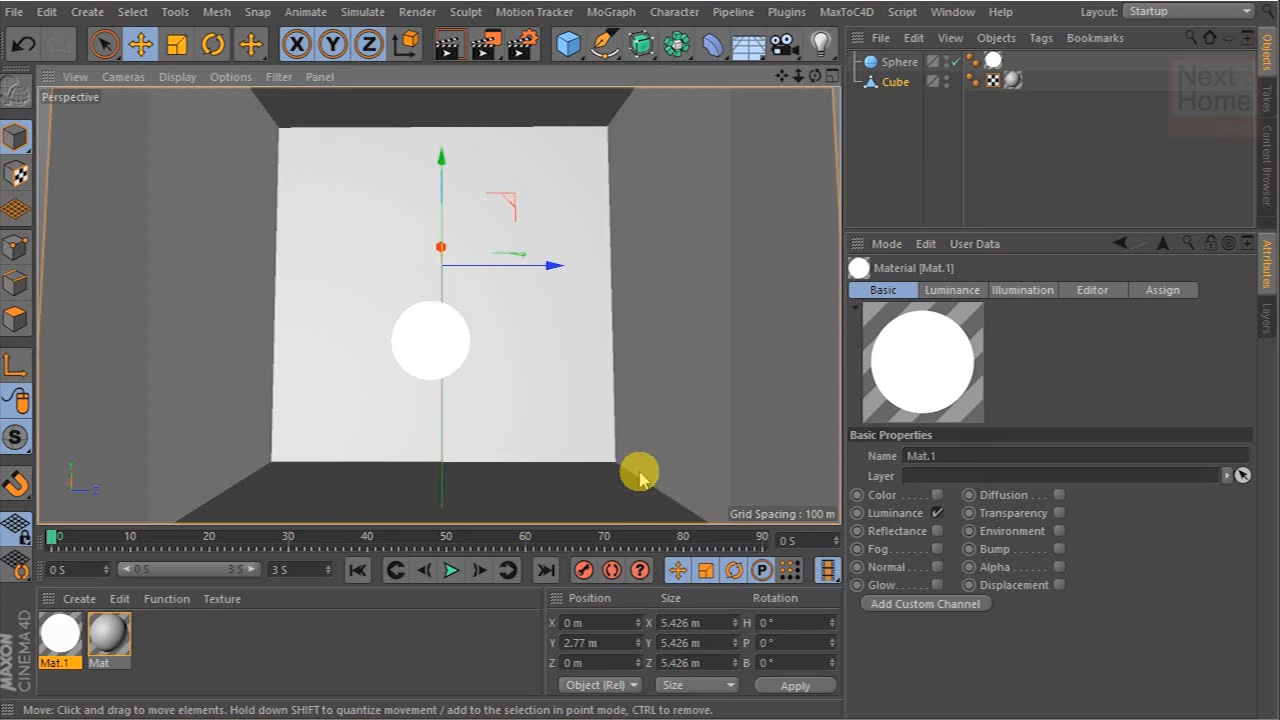 File Edit Create Select Tools Mesh Snap Animate Simulate Render Sculpt Motion Tracker MoGraph Character Pipeline Plugins MaxToC4D Script Window Help Layout: Startup
X Y Z
File Edit View Objects Tags Bookmarks
Sphere
Cube
Next :
Home
Studio
Objects
Takes
Content Browser
View Cameras Display Options Filter Panel
Perspective
Y
Z
Grid Spacing : 100 m
Mode Edit User Data
Material [Mat.1]
Basic Luminance Illumination Editor Assign
Attributes
Layers
Basic Properties
Name Mat.1
Layer
Color . . . . . Diffusion . . .
Luminance Transparency
Reflectance Environment
Fog . . . . . . Bump . . . .
Normal . . . . Alpha . . . .
Glow . . . . . Displacement
Add Custom Channel
0 10 20 30 40 50 60 70 80 90 0 S
0 S 0 S 3 S 3 S
Create Edit Function Texture
Mat.1 Mat
Position Size Rotation
X 0 m X 5.426 m H 0 °
Y 2.77 m Y 5.426 m P 0 °
Z 0 m Z 5.426 m B 0 °
Object (Rel) Size Apply
MAXON
CINEMA 4D
Move: Click and drag to move elements. Hold down SHIFT to quantize movement / add to the selection in point mode, CTRL to remove.